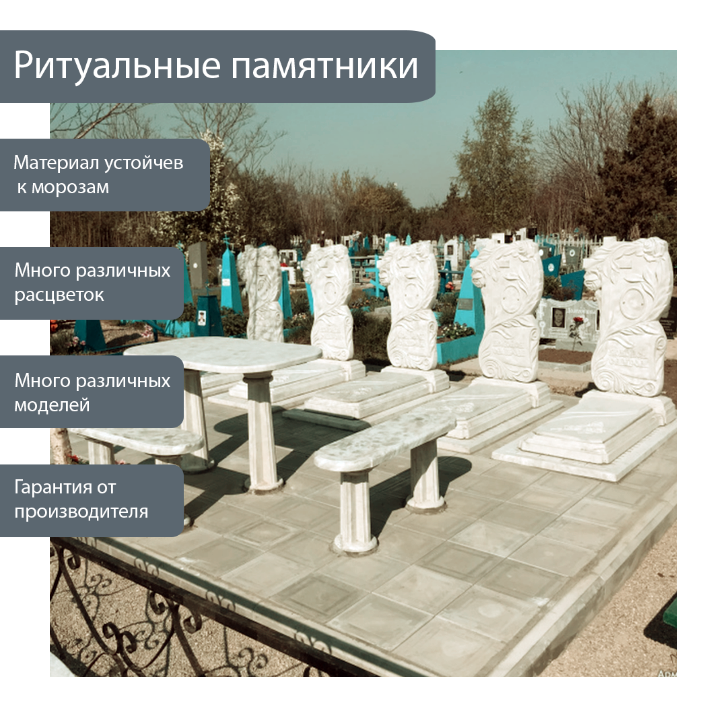 Ритуальные памятники
Материал устойчев
к морозам
Много различных
расцветок
Много различных
моделей
Гарантия от
производителя